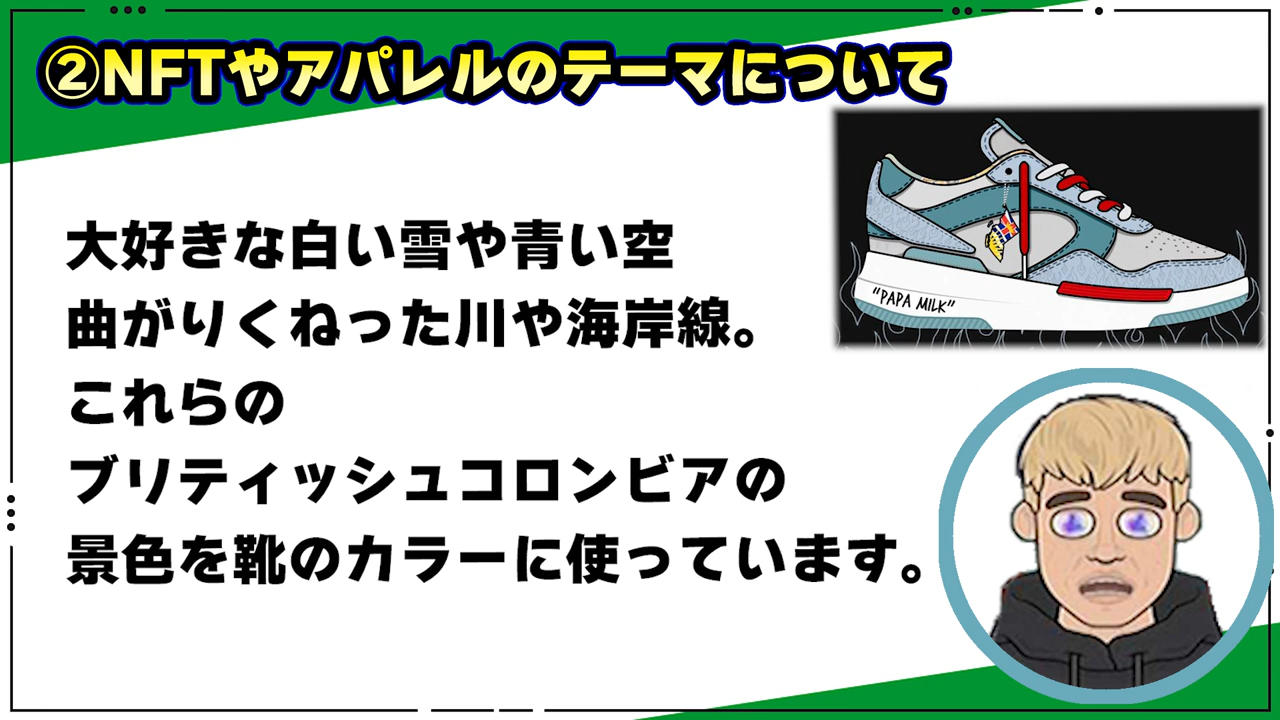 ②NFTやアパレルのテーマについて
大好きな白い雪や青い空
曲がりくねった川や海岸線。
これらの
ブリティッシュコロンビアの
景色を靴のカラーに使っています。
"PAPA MILK"